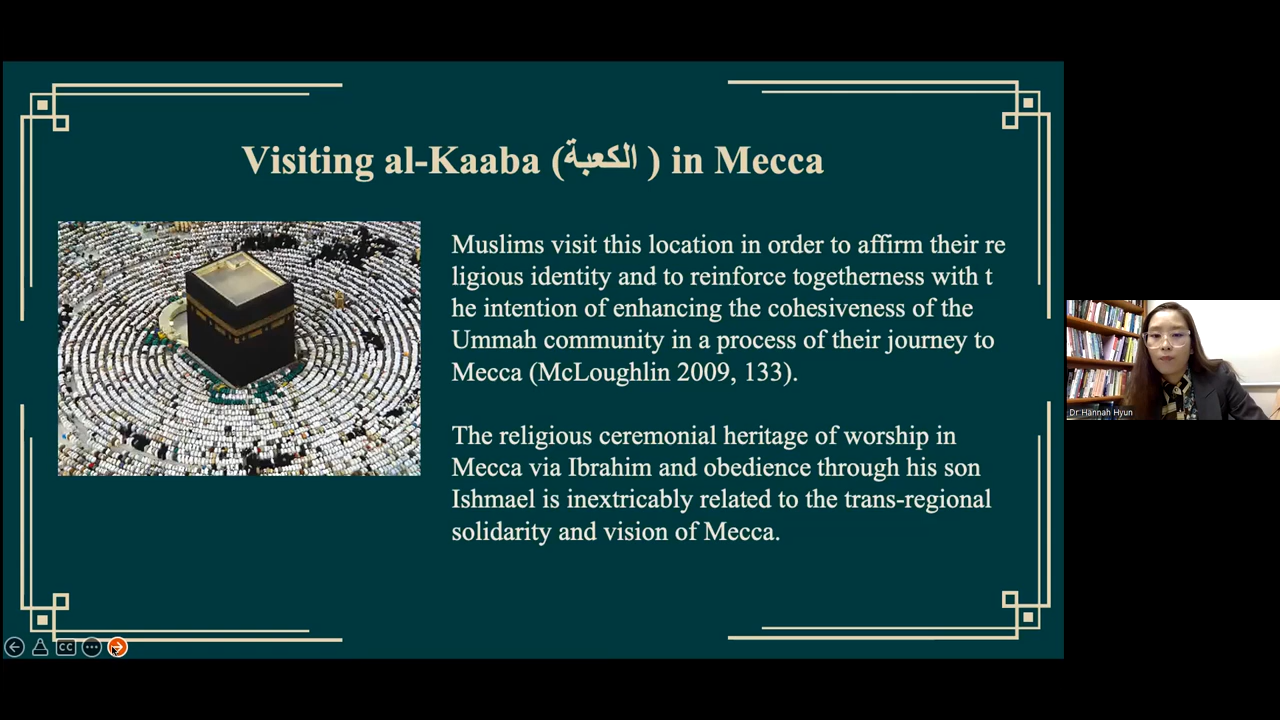 Visiting al-Kaaba (الكعبة ) in Mecca
Muslims visit this location in order to affirm their re
ligious identity and to reinforce togetherness with t
he intention of enhancing the cohesiveness of the
Ummah community in a process of their journey to
Mecca (McLoughlin 2009, 133).
The religious ceremonial heritage of worship in
Mecca via Ibrahim and obedience through his son
Ishmael is inextricably related to the trans-regional
solidarity and vision of Mecca.
CC
Dr Hannah Hyun